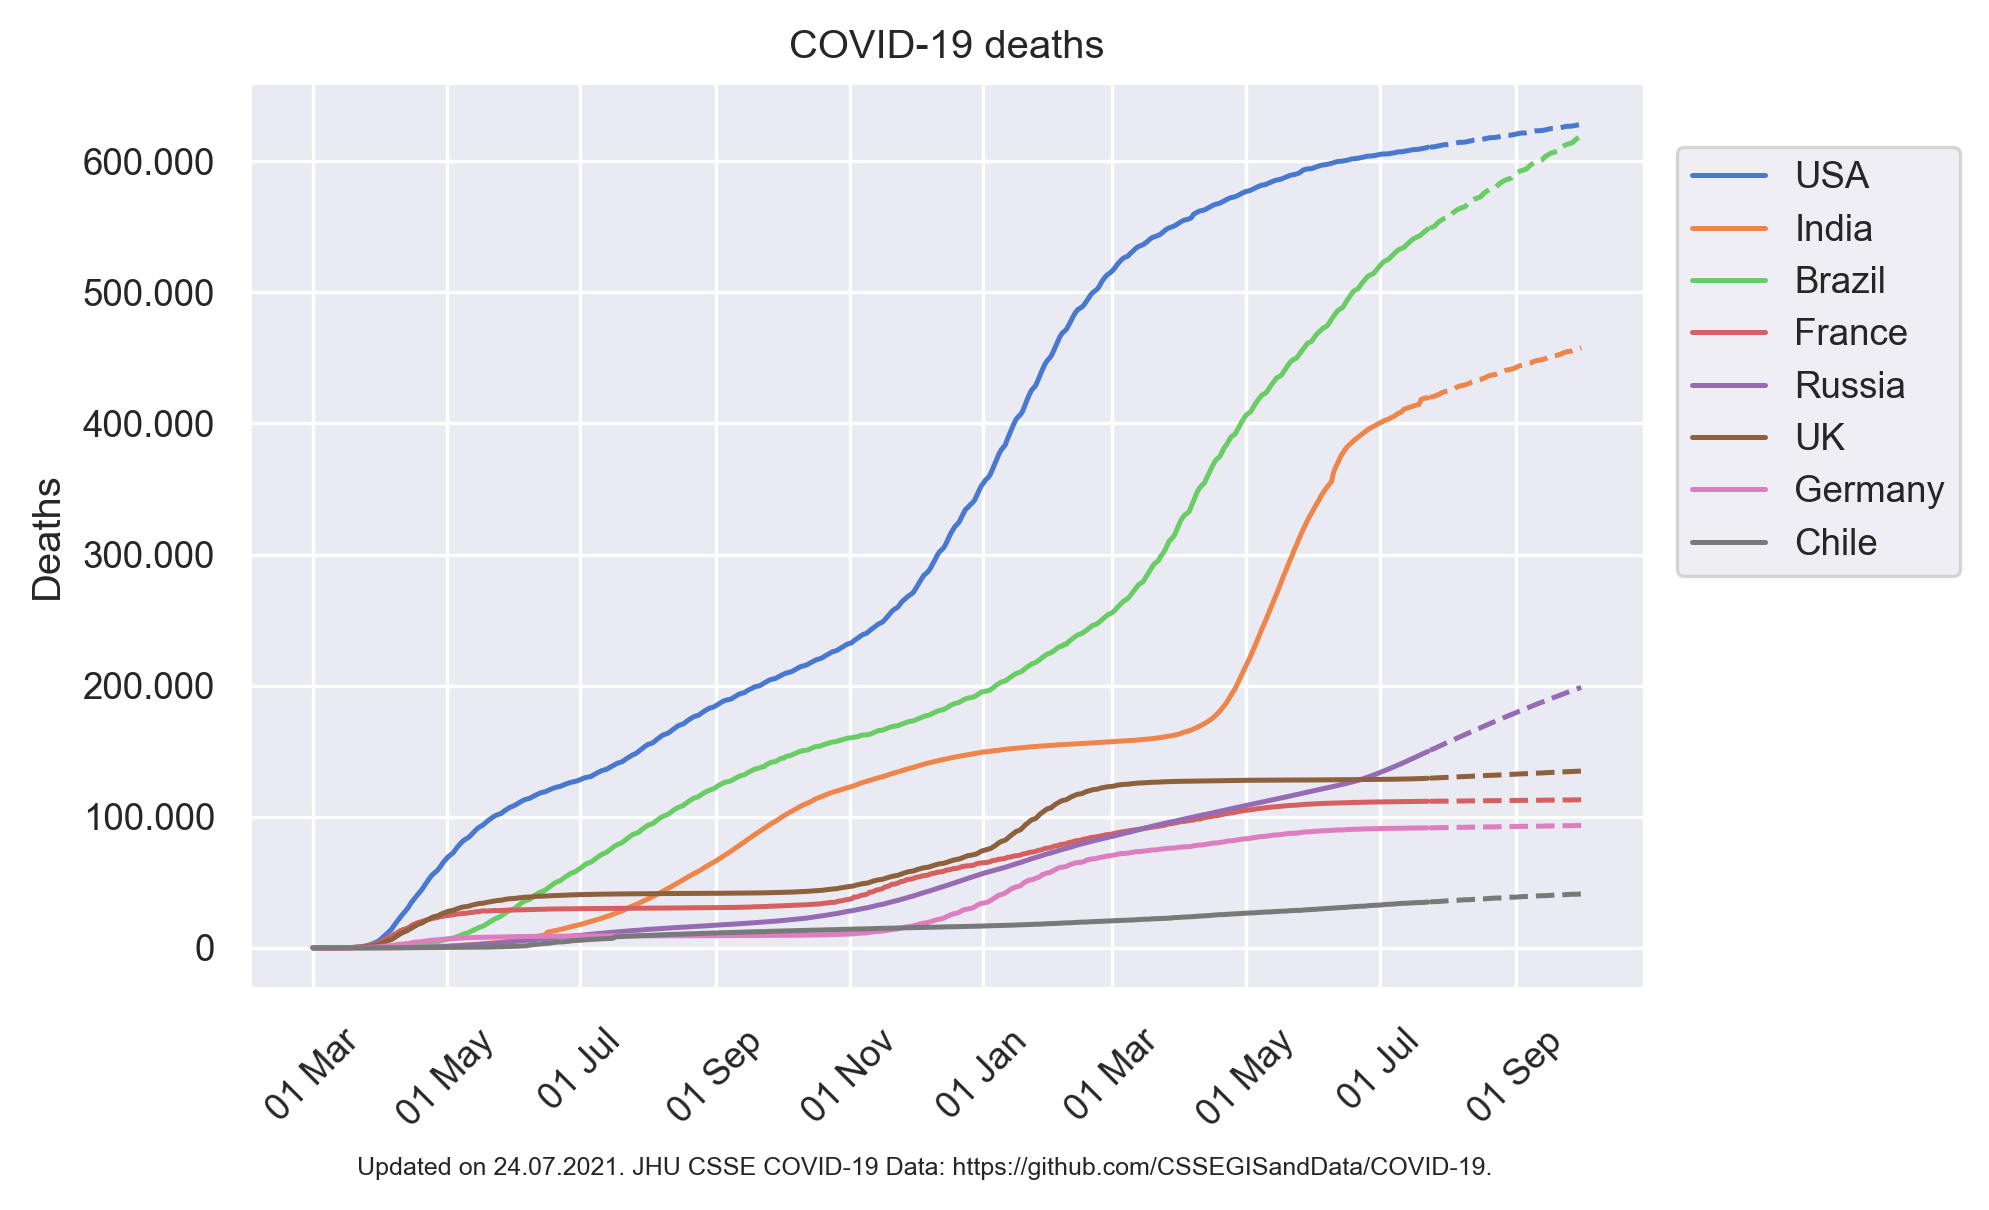 COVID-19 deaths
600.000
500.000
400.000
300.000
200.000
100.000
0
Deaths
01 Mar
01 May
01 Jul
01 Sep
01 Nov
01 Jan
01 Mar
01 May
01 Jul
01 Sep
USA
India
Brazil
France
Russia
UK
Germany
Chile
Updated on 24.07.2021. JHU CSSE COVID-19 Data: https://github.com/CSSEGISandData/COVID-19.